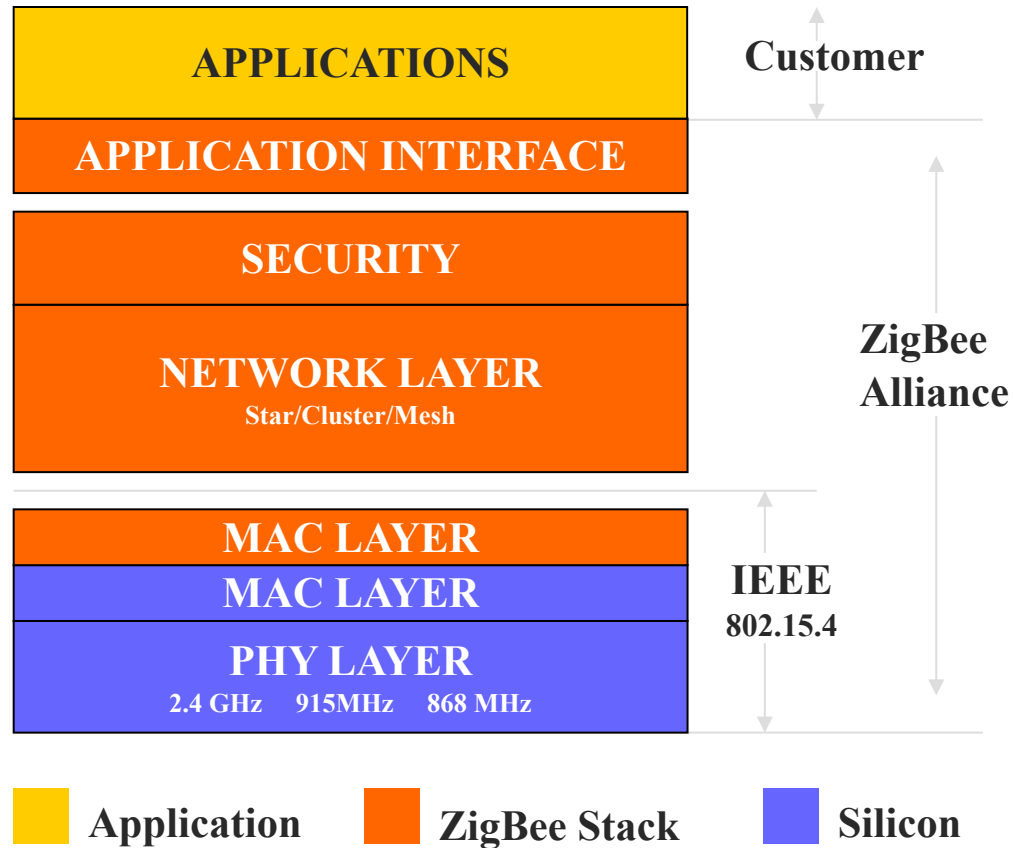 APPLICATIONS
Customer
APPLICATION INTERFACE
SECURITY
ZigBee
Alliance
NETWORK LAYER
Star/Cluster/Mesh
MAC LAYER
MAC LAYER
IEEE
802.15.4
PHY LAYER
2.4 GHz 915MHz 868 MHz
Application
ZigBee Stack
Silicon